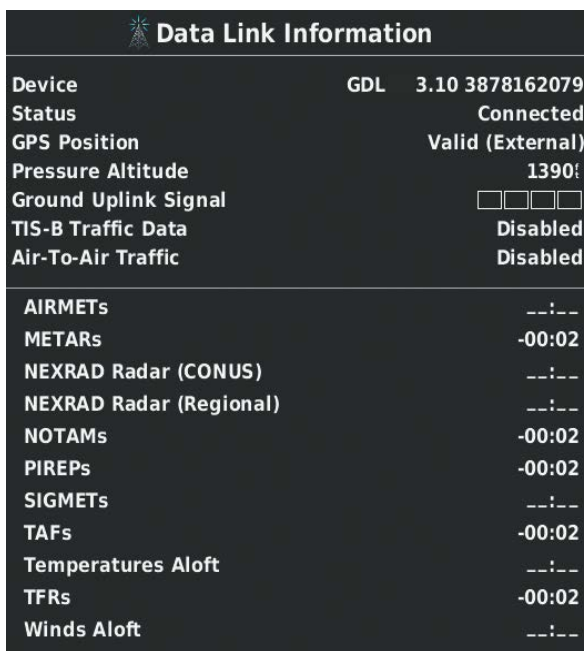 Data Link Information
Device GDL 3.10 3878162079
Status Connected
GPS Position Valid (External)
Pressure Altitude 1390ft
Ground Uplink Signal
TIS-B Traffic Data Disabled
Air-To-Air Traffic Disabled
AIRMETs __:__
METARs -00:02
NEXRAD Radar (CONUS) __:__
NEXRAD Radar (Regional) __:__
NOTAMs -00:02
PIREPs -00:02
SIGMETs __:__
TAFs -00:02
Temperatures Aloft __:__
TFRs -00:02
Winds Aloft __:__